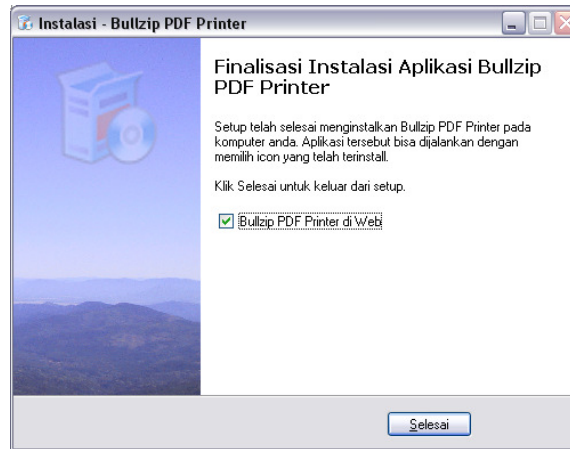 Instalasi - Bullzip PDF Printer
Finalisasi Instalasi Aplikasi Bullzip
PDF Printer
Setup telah selesai menginstalkan Bullzip PDF Printer pada
komputer anda. Aplikasi tersebut bisa dijalankan dengan
memilih icon yang telah terinstall.
Klik Selesai untuk keluar dari setup.
Bullzip PDF Printer di Web
Selesai